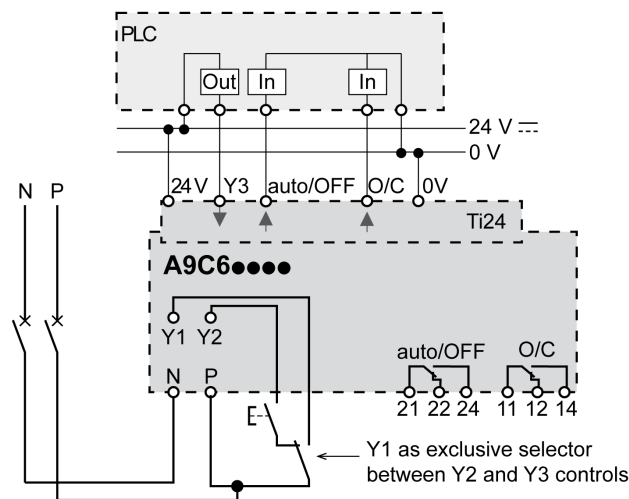 PLC
Out In In
24 V
0 V
N P
24 V Y3 auto/OFF O/C 0V
Ti24
A9C6●●●●
Y1 Y2
auto/OFF O/C
N P
21 22 24 11 12 14
Y1 as exclusive selector
between Y2 and Y3 controls